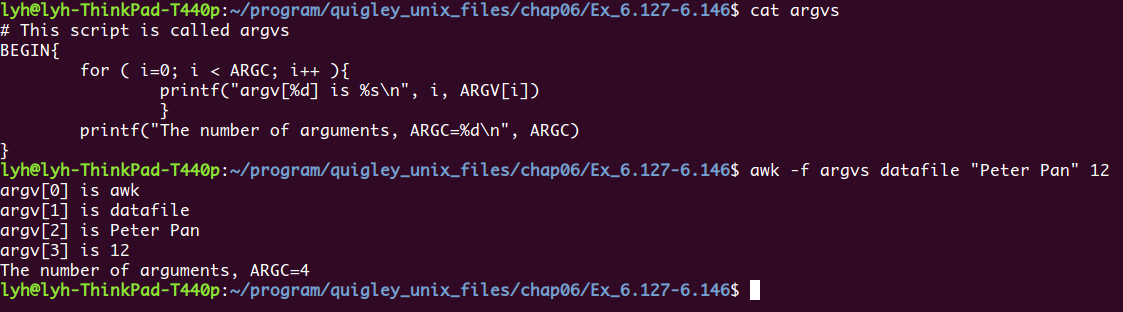 lyh@lyh-ThinkPad-T440p:~/program/quigley_unix_files/chap06/Ex_6.127-6.146$ cat argvs
# This script is called argvs
BEGIN{
        for ( i=0; i < ARGC; i++ ){
                printf("argv[%d] is %s\n", i, ARGV[i])
                }
        printf("The number of arguments, ARGC=%d\n", ARGC)
}
lyh@lyh-ThinkPad-T440p:~/program/quigley_unix_files/chap06/Ex_6.127-6.146$ awk -f argvs datafile "Peter Pan" 12
argv[0] is awk
argv[1] is datafile
argv[2] is Peter Pan
argv[3] is 12
The number of arguments, ARGC=4
lyh@lyh-ThinkPad-T440p:~/program/quigley_unix_files/chap06/Ex_6.127-6.146$